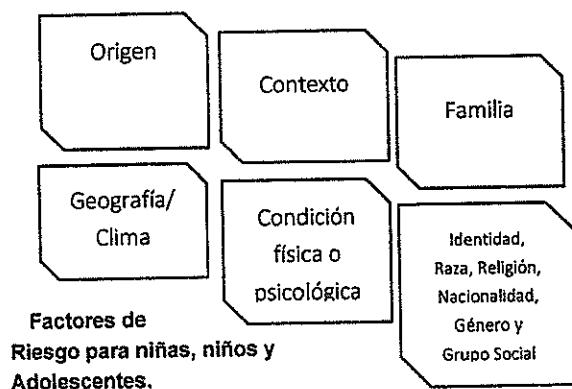 Origen
Contexto
Familia
Geografía/
Clima
Condición
física o
psicológica
Identidad,
Raza, Religión,
Nacionalidad,
Género y
Grupo Social
Factores de
Riesgo para niñas, niños y
Adolescentes.